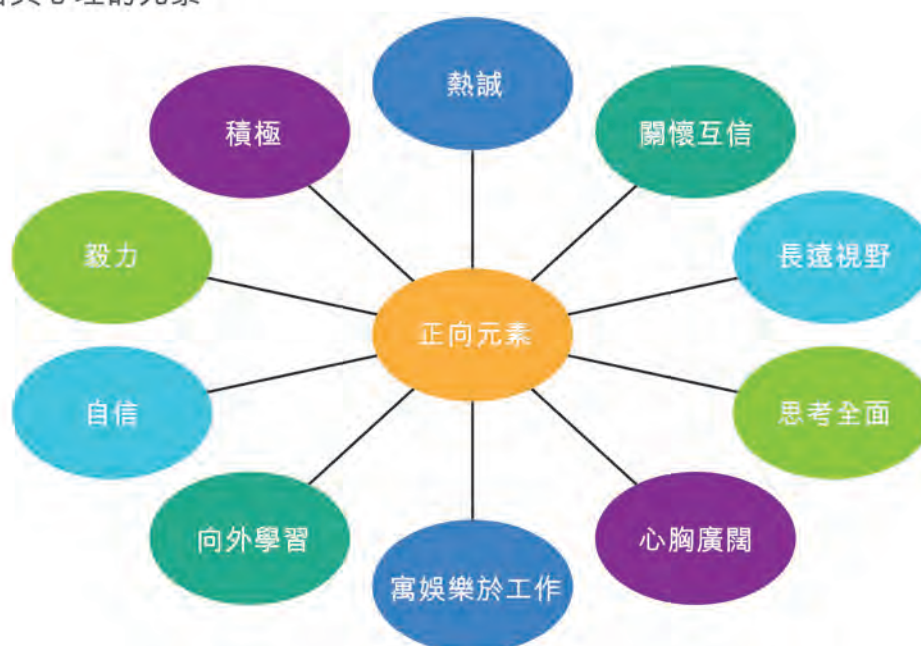 熱誠
關懷互信
長遠視野
思考全面
心胸廣闊
寓娛樂於工作
向外學習
自信
毅力
積極
正向元素